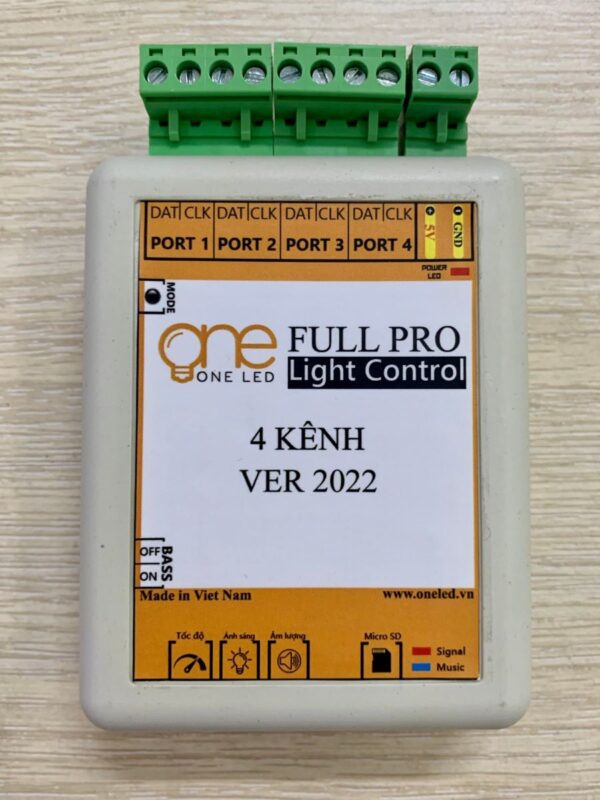 DAT CLK DAT CLK DAT CLK DAT CLK
PORT 1 PORT 2 PORT 3 PORT 4
+ 5V
- GND
POWER LED
MODE
one
ONE LED
FULL PRO
Light Control
4 KÊNH
VER 2022
OFF
ON
BASS
Made in Viet Nam www.oneled.vn
Tốc độ Ánh sáng Âm lượng Micro SD
Signal
Music